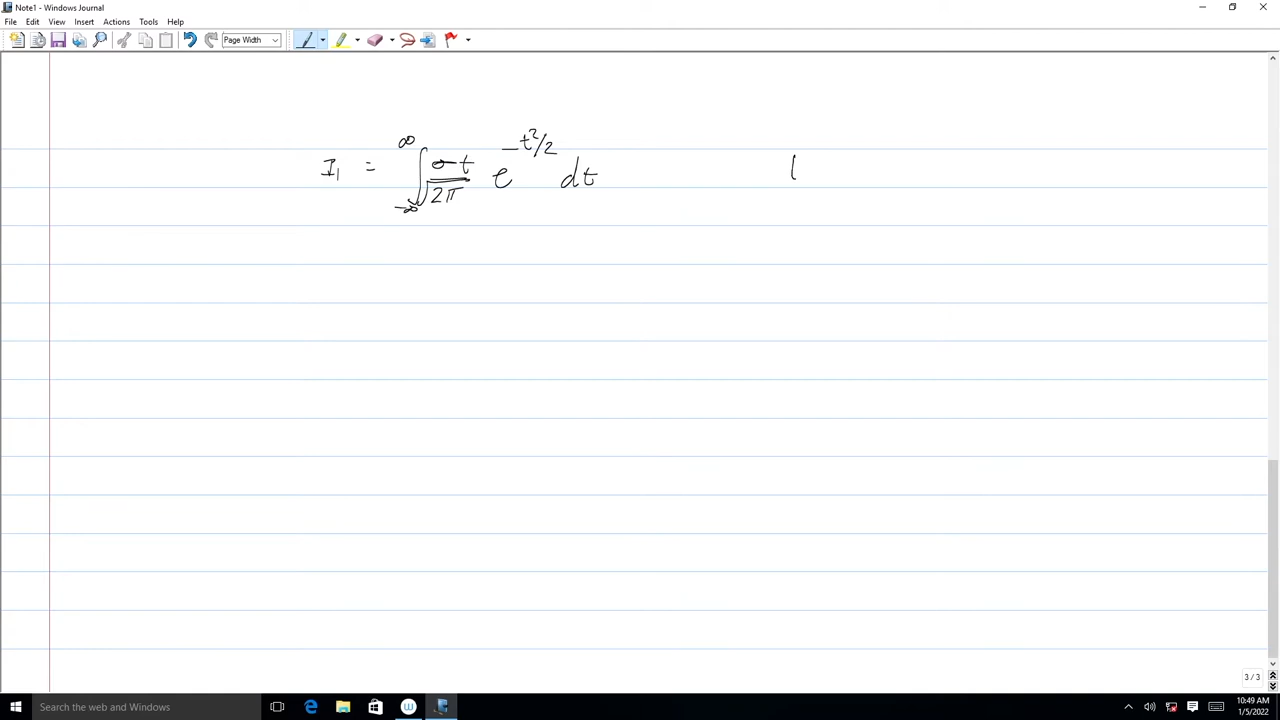 Note1 - Windows Journal
File Edit View Insert Actions Tools Help
Page Width
I₁ = ∫_{-∞}^{∞} σt/√2π e^{-t²/2} dt
3 / 3
Search the web and Windows
10:49 AM
1/5/2022